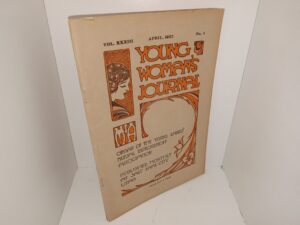 VOL. XXXIII APRIL, 1922 No. 4
YOUNG
WOMAN'S
JOURNAL
ORGAN OF THE YOUNG LADIES'
MUTUAL IMPROVEMENT
ASSOCIATION
PUBLISHED MONTHLY
AT SALT LAKE CITY
UTAH